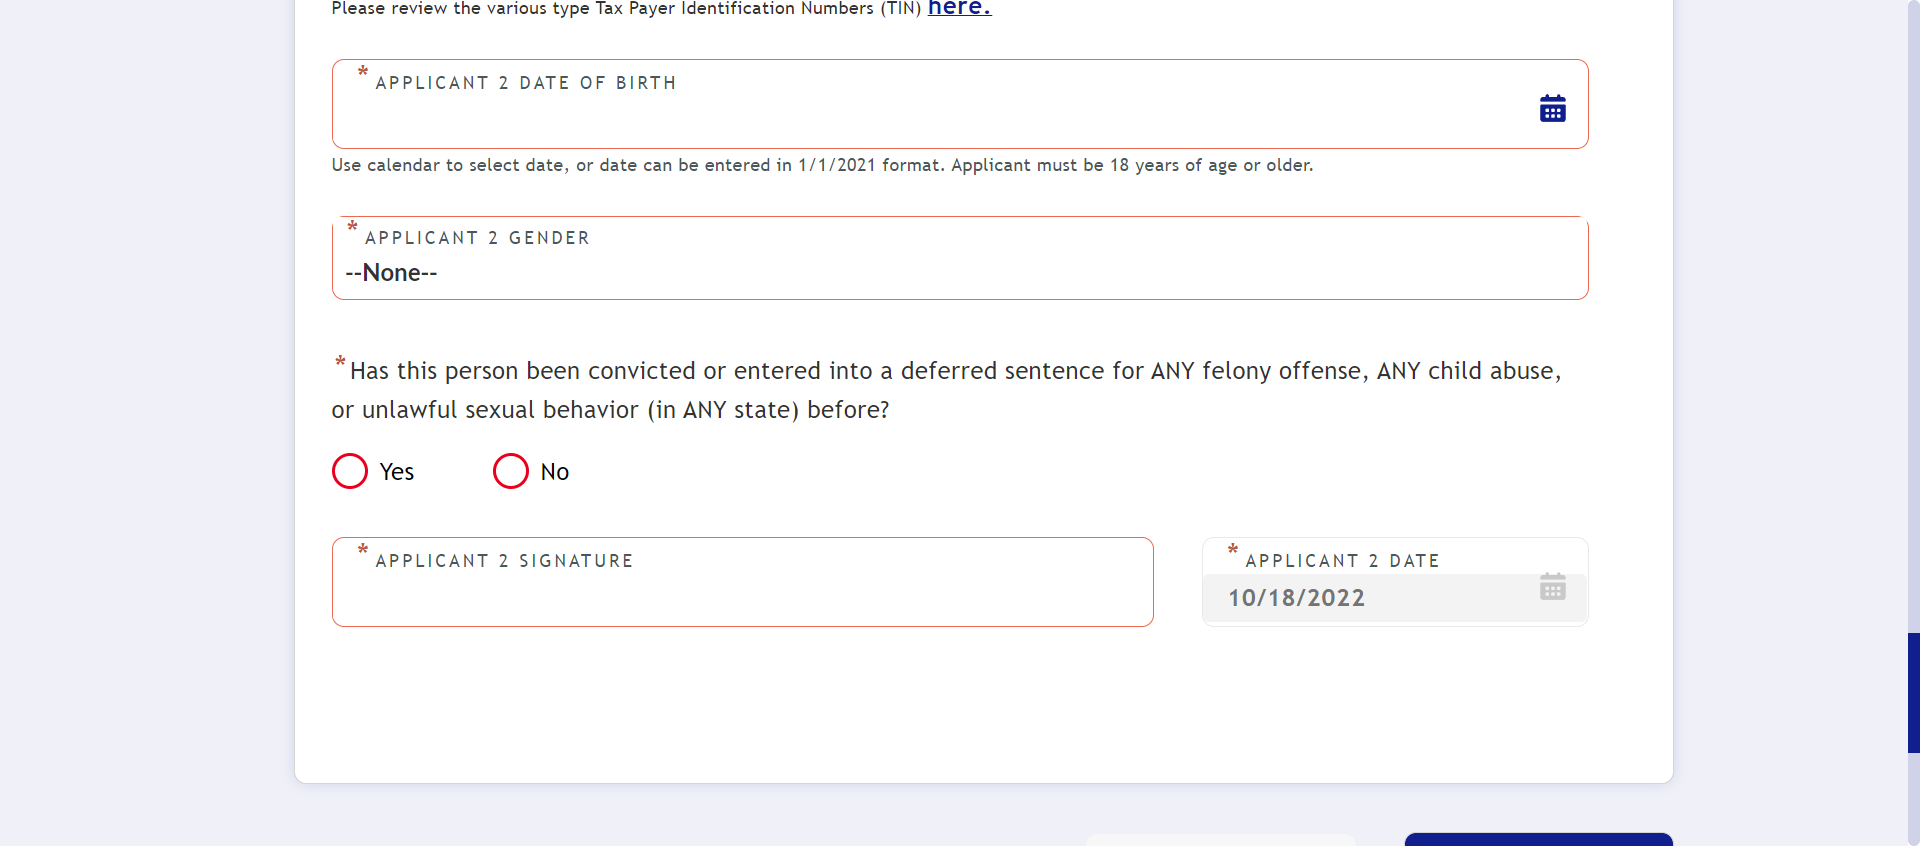 Please review the various type Tax Payer Identification Numbers (TIN) here.
* APPLICANT 2 DATE OF BIRTH
Use calendar to select date, or date can be entered in 1/1/2021 format. Applicant must be 18 years of age or older.
* APPLICANT 2 GENDER
--None--
*Has this person been convicted or entered into a deferred sentence for ANY felony offense, ANY child abuse,
or unlawful sexual behavior (in ANY state) before?
Yes No
* APPLICANT 2 SIGNATURE
* APPLICANT 2 DATE
10/18/2022